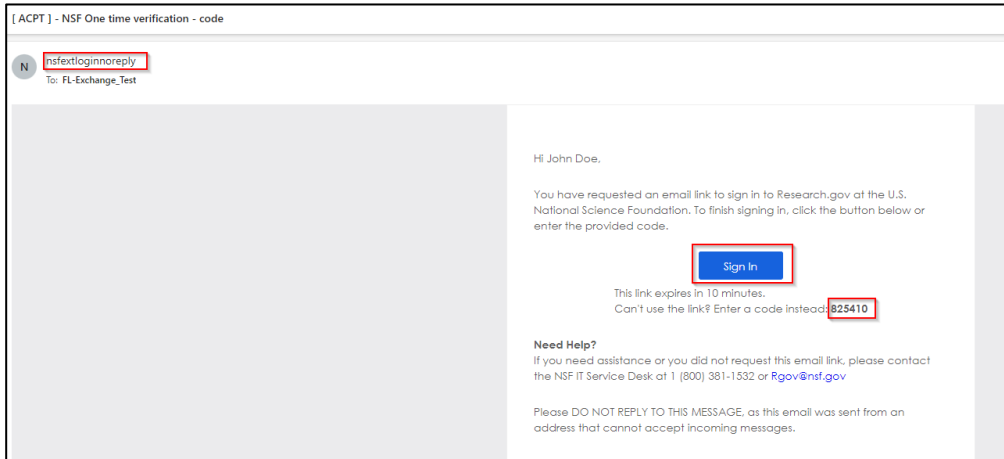 [ ACPT ] - NSF One time verification - code
N
nsfextloginnoreply
To: FL-Exchange_Test
Hi John Doe,
You have requested an email link to sign in to Research.gov at the U.S.
National Science Foundation. To finish signing in, click the button below or
enter the provided code.
Sign In
This link expires in 10 minutes.
Can't use the link? Enter a code instead: 825410
Need Help?
If you need assistance or you did not request this email link, please contact
the NSF IT Service Desk at 1 (800) 381-1532 or Rgov@nsf.gov
Please DO NOT REPLY TO THIS MESSAGE, as this email was sent from an
address that cannot accept incoming messages.